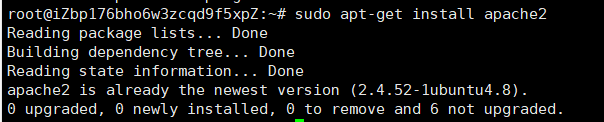 root@iZbp176bho6w3zcqd9f5xpZ:~# sudo apt-get install apache2
Reading package lists... Done
Building dependency tree... Done
Reading state information... Done
apache2 is already the newest version (2.4.52-1ubuntu4.8).
0 upgraded, 0 newly installed, 0 to remove and 6 not upgraded.